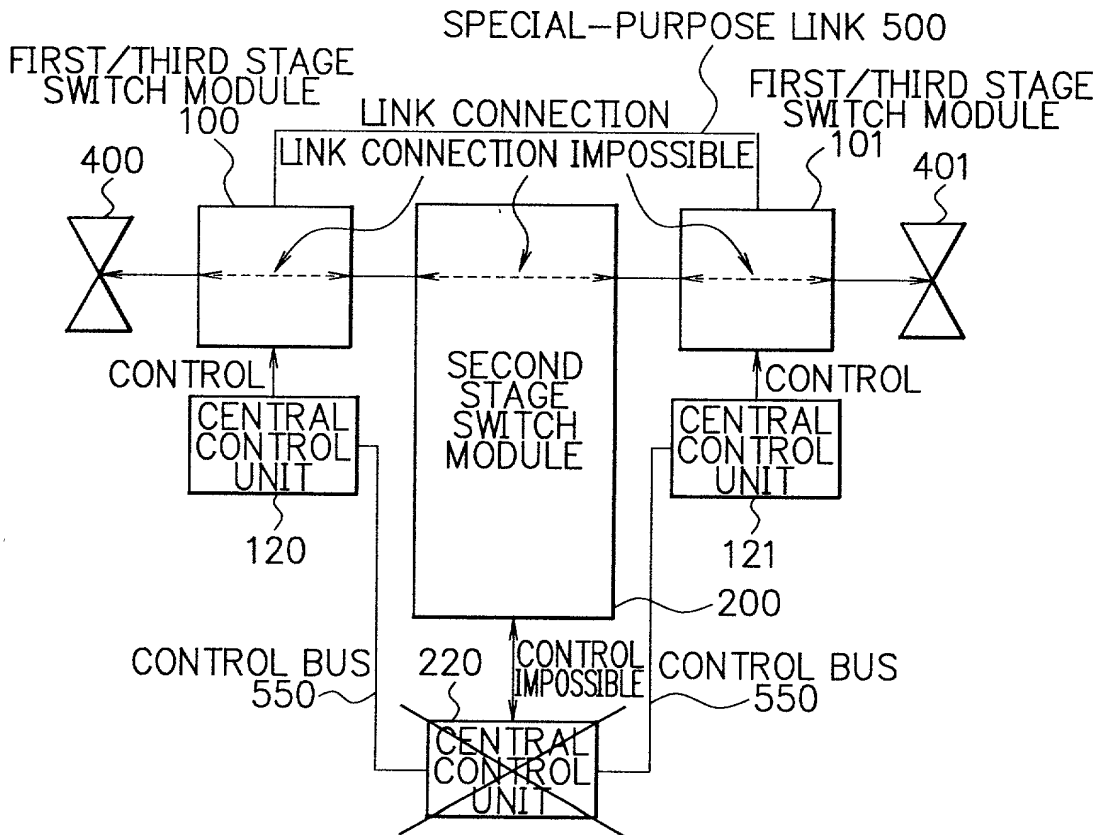 SPECIAL-PURPOSE LINK 500
FIRST/THIRD STAGE
SWITCH MODULE
100
FIRST/THIRD STAGE
SWITCH MODULE
101
LINK CONNECTION
LINK CONNECTION IMPOSSIBLE
400
401
CONTROL
SECOND
STAGE
SWITCH
MODULE
CONTROL
CENTRAL
CONTROL
UNIT
CENTRAL
CONTROL
UNIT
120
121
200
CONTROL BUS
550
220
CONTROL
IMPOSSIBLE
CONTROL BUS
550
CENTRAL
CONTROL
UNIT